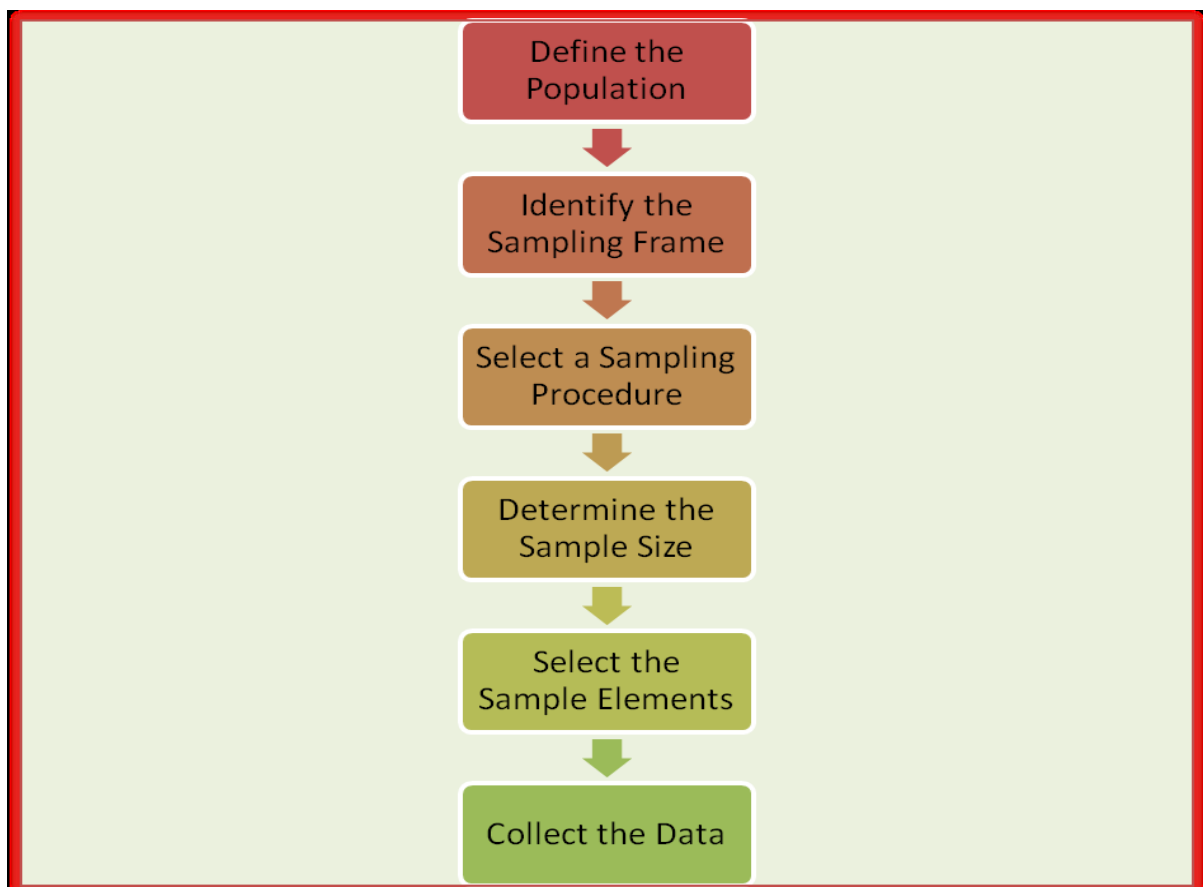 Define the
Population
Identify the
Sampling Frame
Select a Sampling
Procedure
Determine the
Sample Size
Select the
Sample Elements
Collect the Data